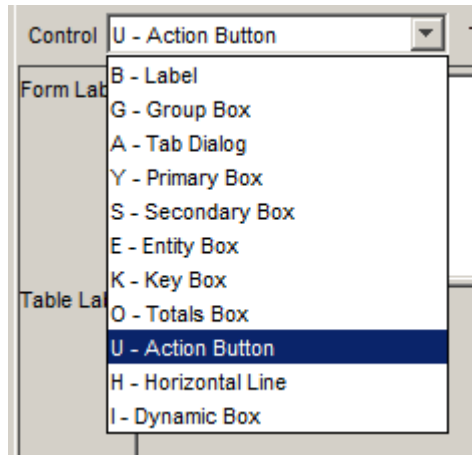 Control U - Action Button
B - Label
Form Lab
G - Group Box
A - Tab Dialog
Y - Primary Box
S - Secondary Box
E - Entity Box
K - Key Box
Table Lal
O - Totals Box
U - Action Button
H - Horizontal Line
I - Dynamic Box